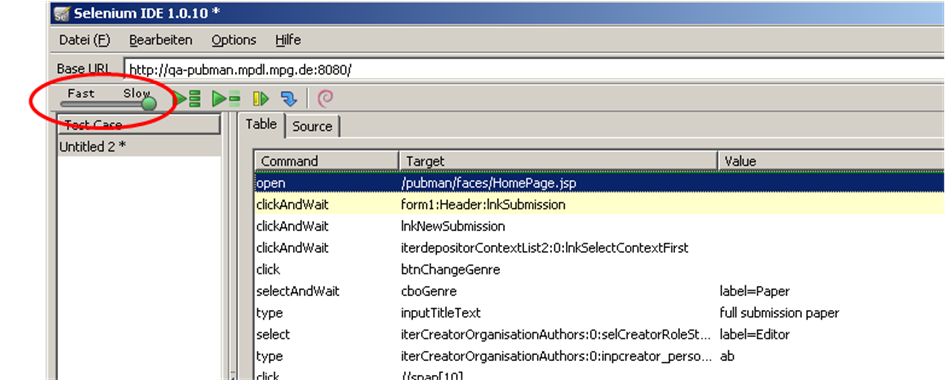 Selenium IDE 1.0.10 *
Datei (F) Bearbeiten Options Hilfe
Base URL http://qa-pubman.mpdl.mpg.de:8080/
Fast Slow
Test Case Table Source
Untitled 2 *
Command Target Value
open /pubman/faces/HomePage.jsp
clickAndWait form1:Header:lnkSubmission
clickAndWait lnkNewSubmission
clickAndWait iterdepositorContextList2:0:lnkSelectContextFirst
click btnChangeGenre
selectAndWait cboGenre label=Paper
type inputTitleText full submission paper
select iterCreatorOrganisationAuthors:0:selCreatorRoleSt... label=Editor
type iterCreatorOrganisationAuthors:0:inpcreator_perso... ab
click //span[10]